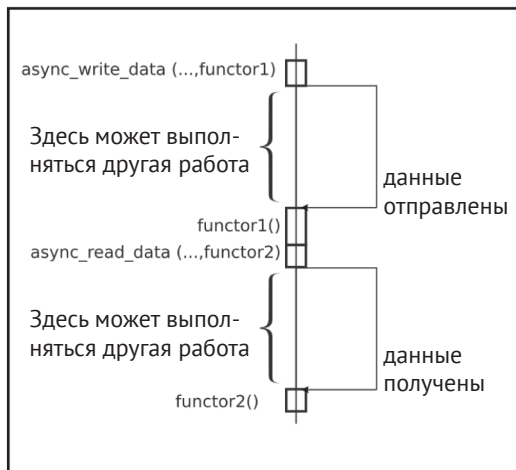 async_write_data (...,functor1)
Здесь может выпол-
няться другая работа
данные
отправлены
functor1()
async_read_data (...,functor2)
Здесь может выпол-
няться другая работа
данные
получены
functor2()